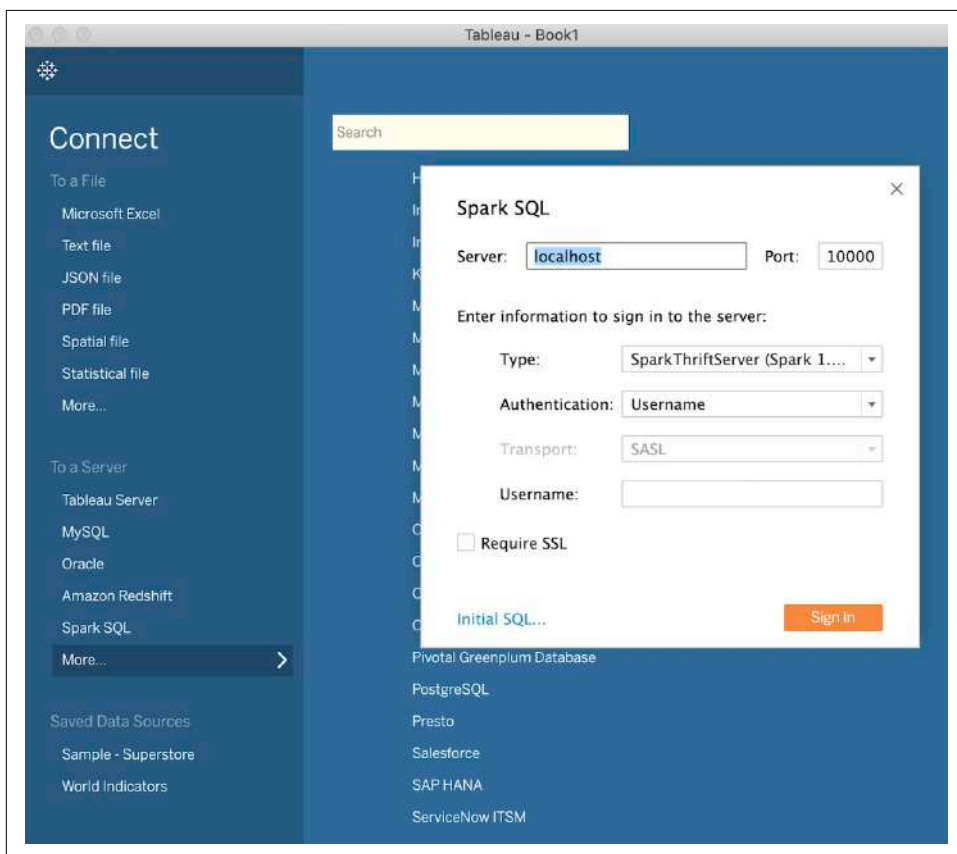 Tableau - Book1
Connect
To a File
Microsoft Excel
Text file
JSON file
PDF file
Spatial file
Statistical file
More...
To a Server
Tableau Server
MySQL
Oracle
Amazon Redshift
Spark SQL
More...
Saved Data Sources
Sample - Superstore
World Indicators
Search
Spark SQL
Server: localhost Port: 10000
Enter information to sign in to the server:
Type: SparkThriftServer (Spark 1....
Authentication: Username
Transport: SASL
Username:
Require SSL
Initial SQL... Sign In
Pivotal Greenplum Database
PostgreSQL
Presto
Salesforce
SAP HANA
ServiceNow ITSM